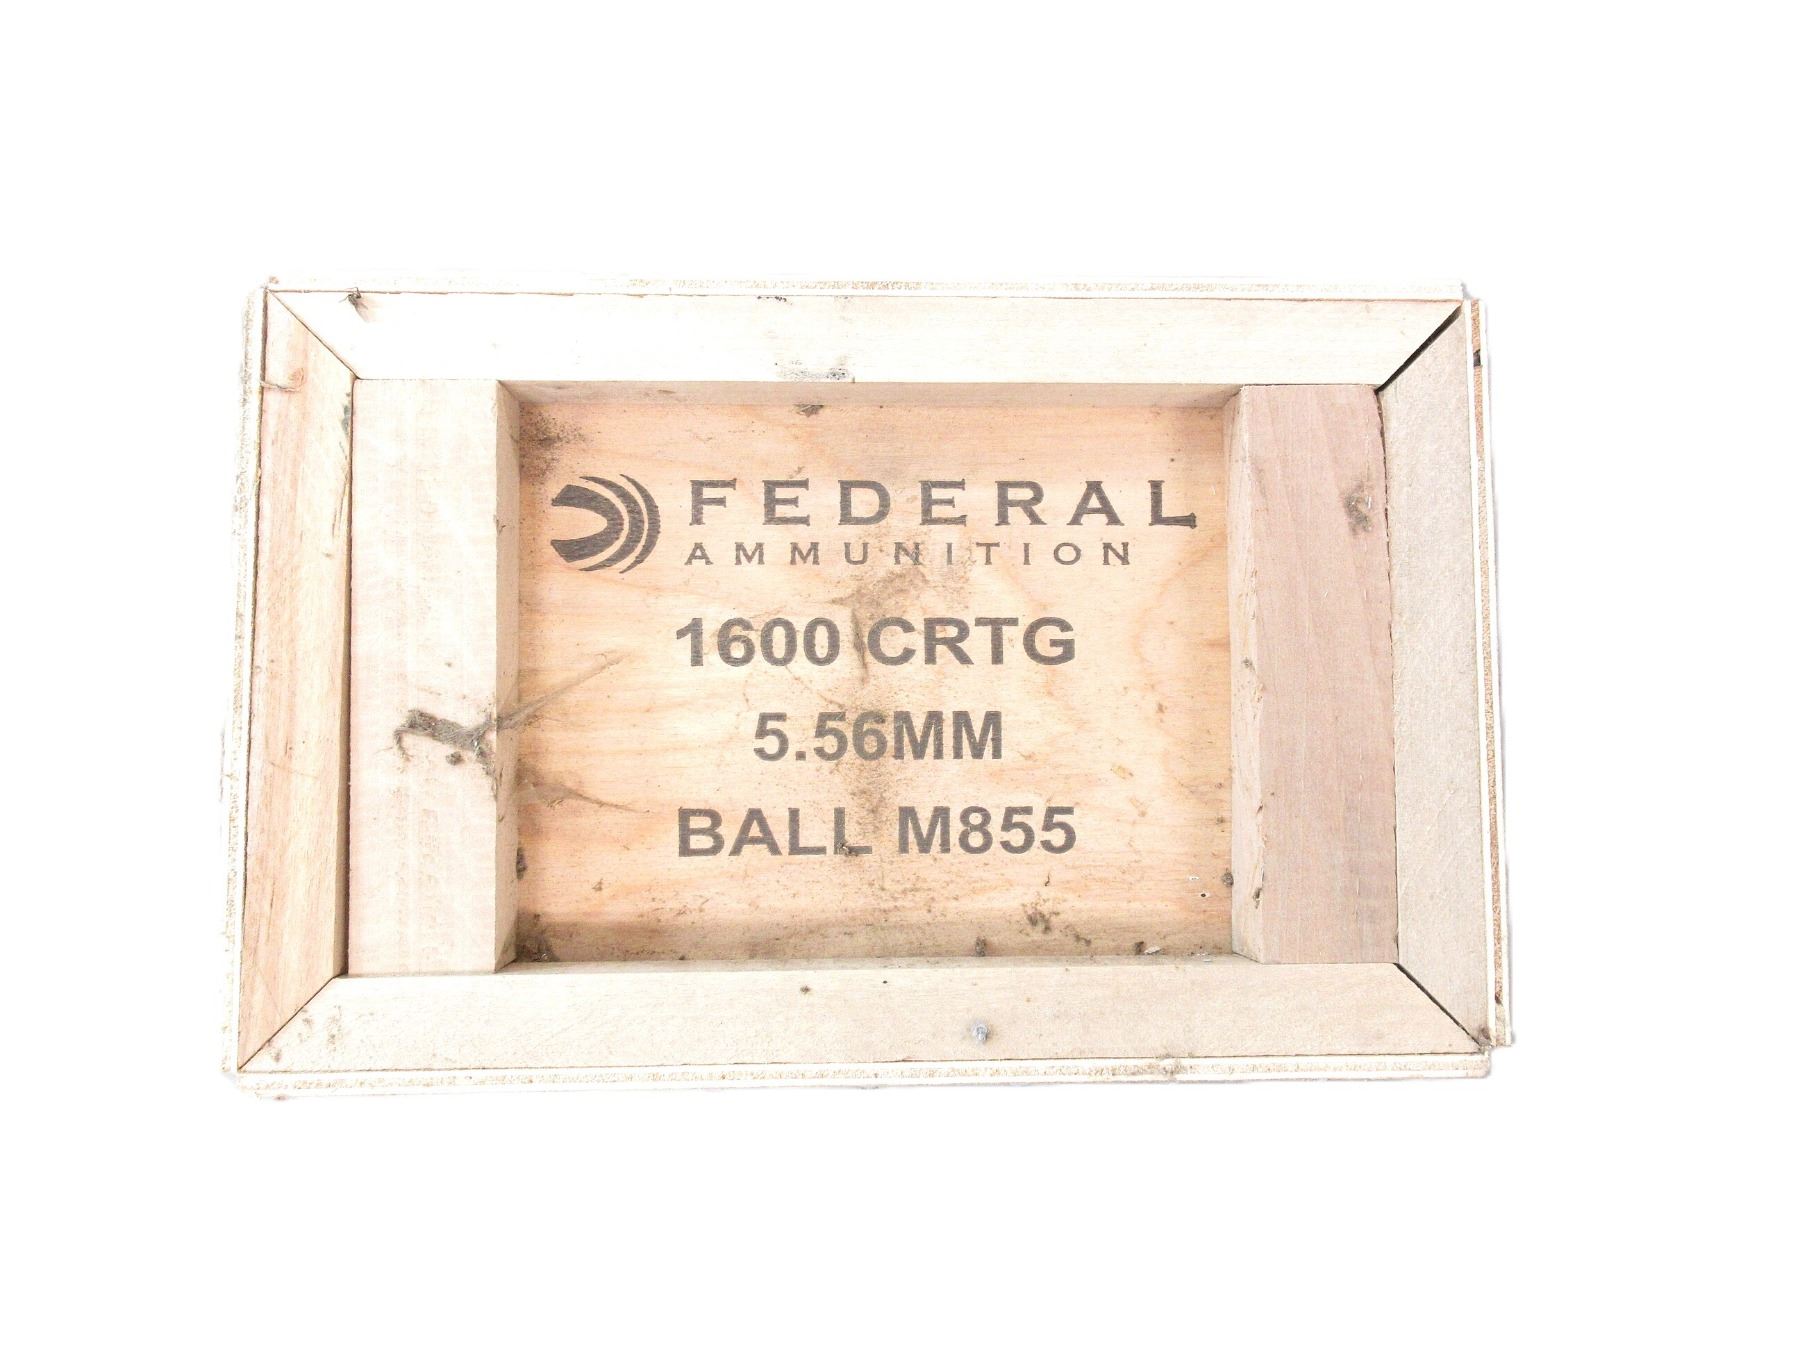 FEDERAL
AMMUNITION
1600 CRTG
5.56MM
BALL M855